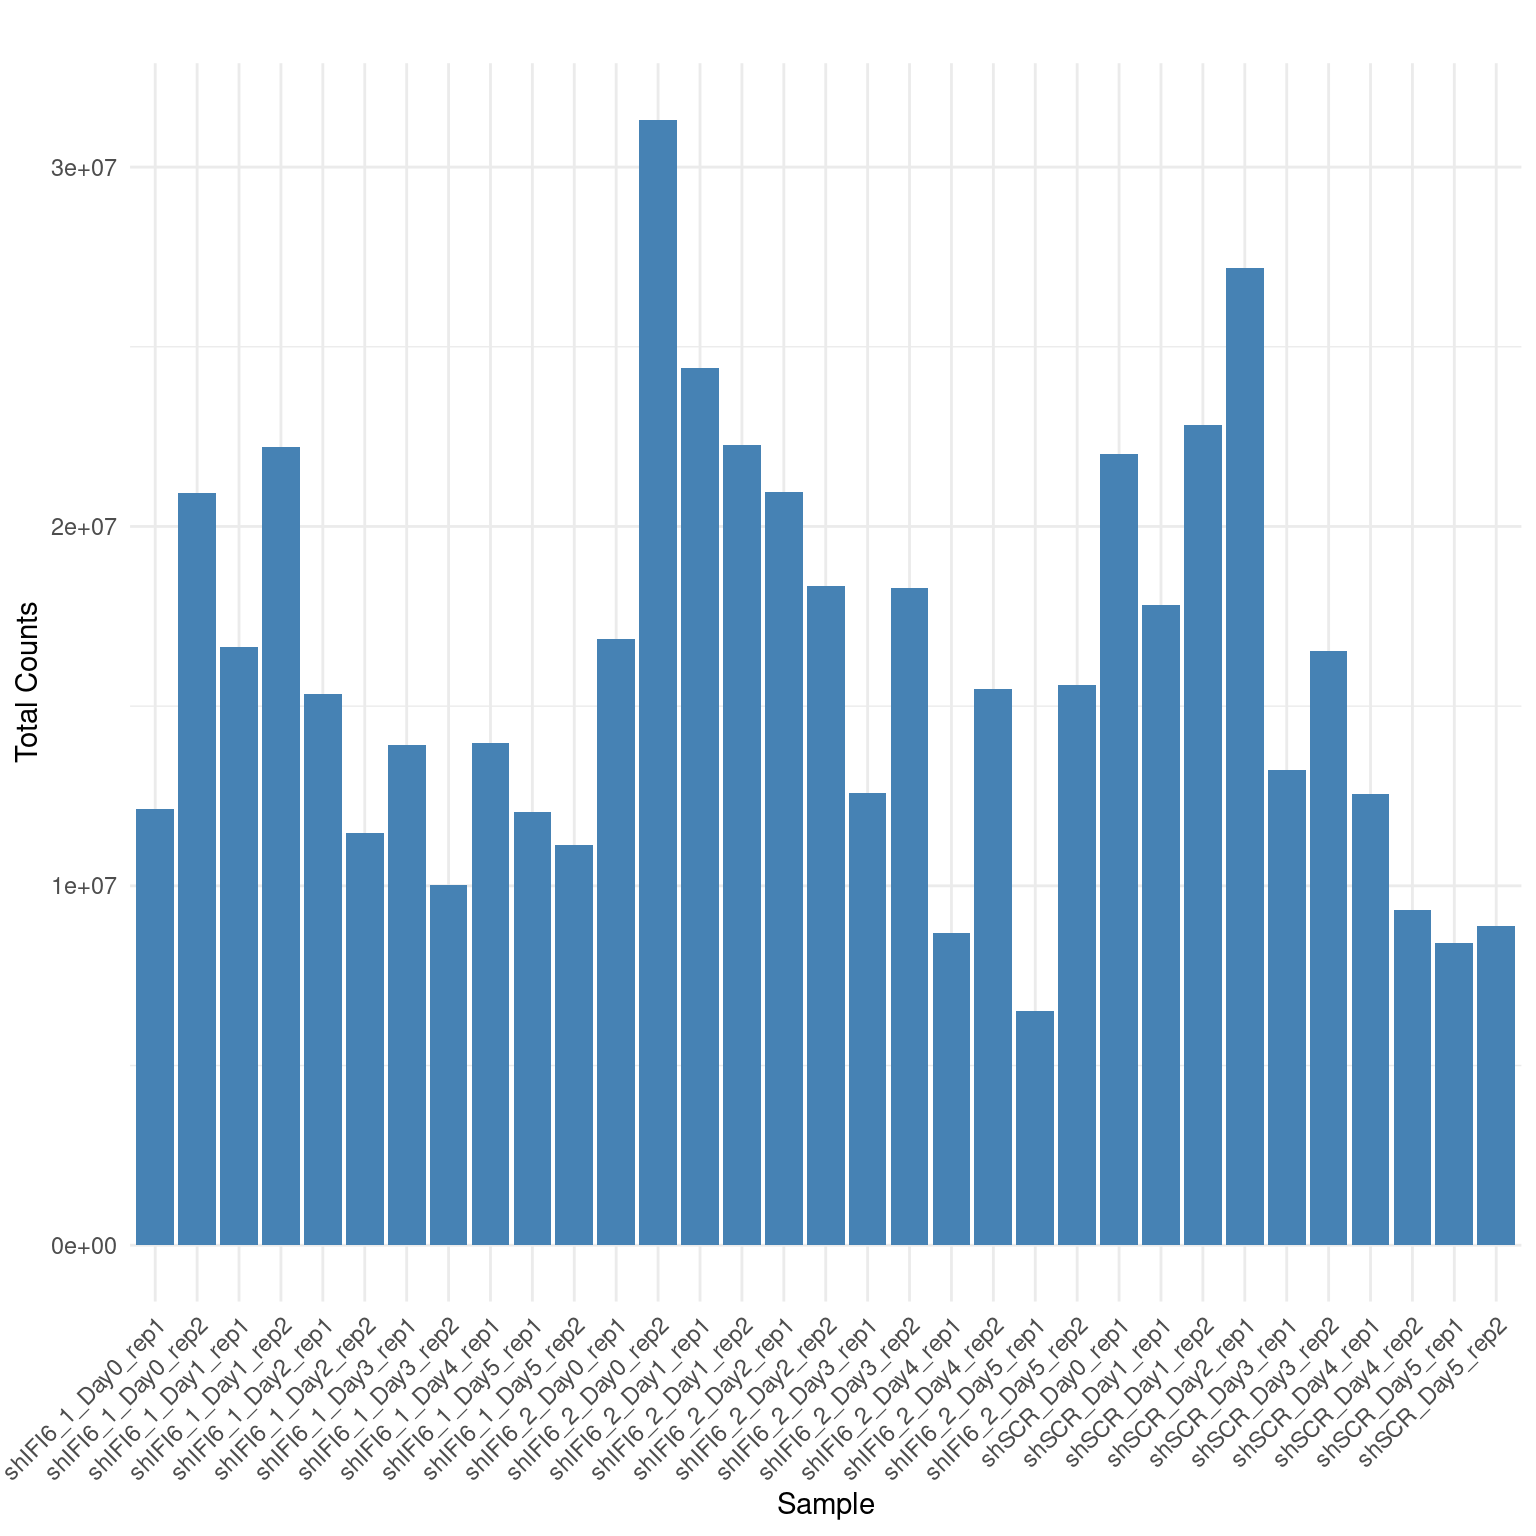 3e+07
2e+07
1e+07
0e+00
Total Counts
shIFI6_1_Day0_rep1
shIFI6_1_Day0_rep2
shIFI6_1_Day1_rep1
shIFI6_1_Day1_rep2
shIFI6_1_Day2_rep1
shIFI6_1_Day2_rep2
shIFI6_1_Day3_rep1
shIFI6_1_Day3_rep2
shIFI6_1_Day4_rep1
shIFI6_1_Day5_rep1
shIFI6_1_Day5_rep2
shIFI6_2_Day0_rep1
shIFI6_2_Day0_rep2
shIFI6_2_Day1_rep1
shIFI6_2_Day1_rep2
shIFI6_2_Day2_rep1
shIFI6_2_Day2_rep2
shIFI6_2_Day3_rep1
shIFI6_2_Day3_rep2
shIFI6_2_Day4_rep1
shIFI6_2_Day4_rep2
shIFI6_2_Day5_rep1
shIFI6_2_Day5_rep2
shSCR_Day0_rep1
shSCR_Day1_rep1
shSCR_Day1_rep2
shSCR_Day2_rep1
shSCR_Day3_rep1
shSCR_Day3_rep2
shSCR_Day4_rep1
shSCR_Day4_rep2
shSCR_Day5_rep1
shSCR_Day5_rep2
Sample